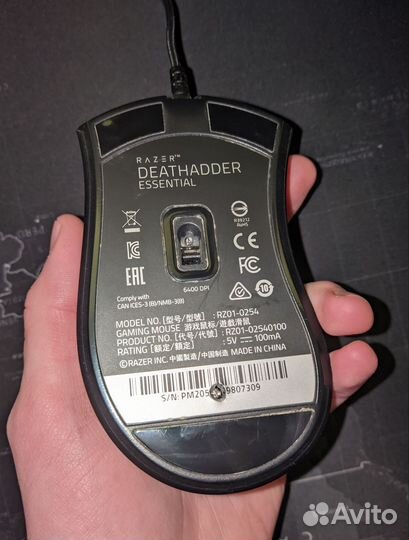 RAZER™
DEATHADDER
ESSENTIAL
R39212
RoHS
EAC
CE
FC
10
6400 DPI
Comply with
CAN ICES-3 (B)/NMB-3(B)
MODEL NO. [型号/型號] : RZ01-0254
GAMING MOUSE 游戏鼠标/遊戲滑鼠
PRODUCT NO. [代号/代號] : RZ01-02540100
RATING [额定/額定] : 5V⎓100mA
©RAZER INC. 中國製造/中国制造 MADE IN CHINA
S/N: PM205 9807309
Avito